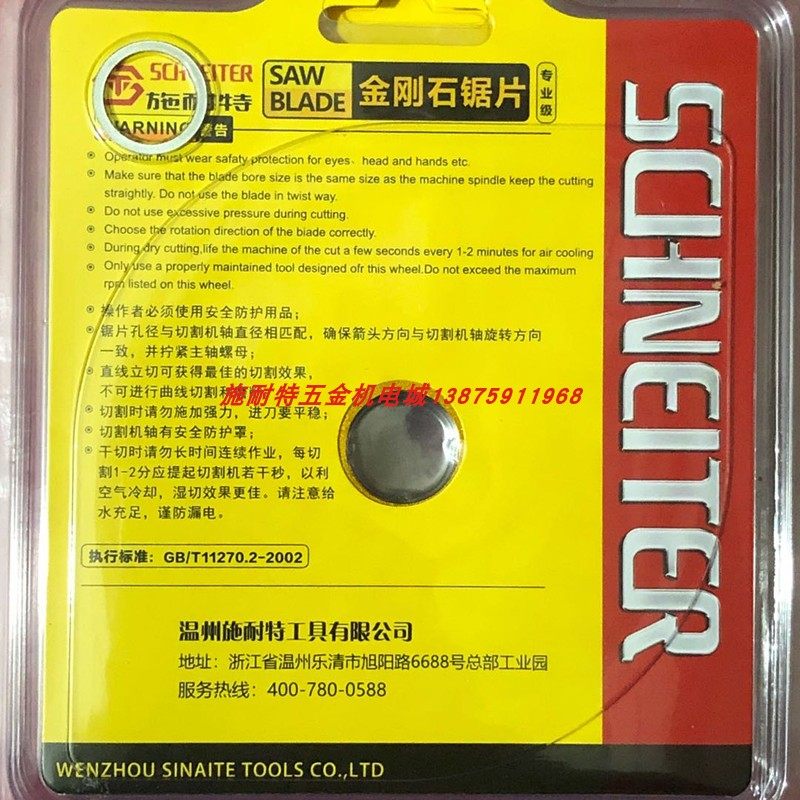 SCHNEITER
施耐特
SAW
BLADE
金刚石锯片
专业级
WARNING 警告
Operator must wear safaty protection for eyes、head and hands etc.
Make sure that the blade bore size is the same size as the machine spindle keep the cutting
straightly. Do not use the blade in twist way.
Do not use excessive pressure during cutting.
Choose the rotation direction of the blade correctly.
During dry cutting,life the machine of the cut a few seconds every 1-2 minutes for air cooling
Only use a properly maintained tool designed ofr this wheel.Do not exceed the maximum
rpm listed on this wheel.
操作者必须使用安全防护用品；
锯片孔径与切割机轴直径相匹配，确保箭头方向与切割机轴旋转方向
一致，并拧紧主轴螺母；
直线立切可获得最佳的切割效果，
不可进行曲线切割
施耐特五金机电城13875911968
切割时请勿施加强力，进刀要平稳；
切割机轴有安全防护罩；
干切时请勿长时间连续作业，每切
割1-2分应提起切割机若干秒，以利
空气冷却，湿切效果更佳。请注意给
水充足，谨防漏电。
执行标准：GB/T11270.2-2002
温州施耐特工具有限公司
地址：浙江省温州乐清市旭阳路6688号总部工业园
服务热线：400-780-0588
WENZHOU SINAITE TOOLS CO.,LTD
SCHNEITER